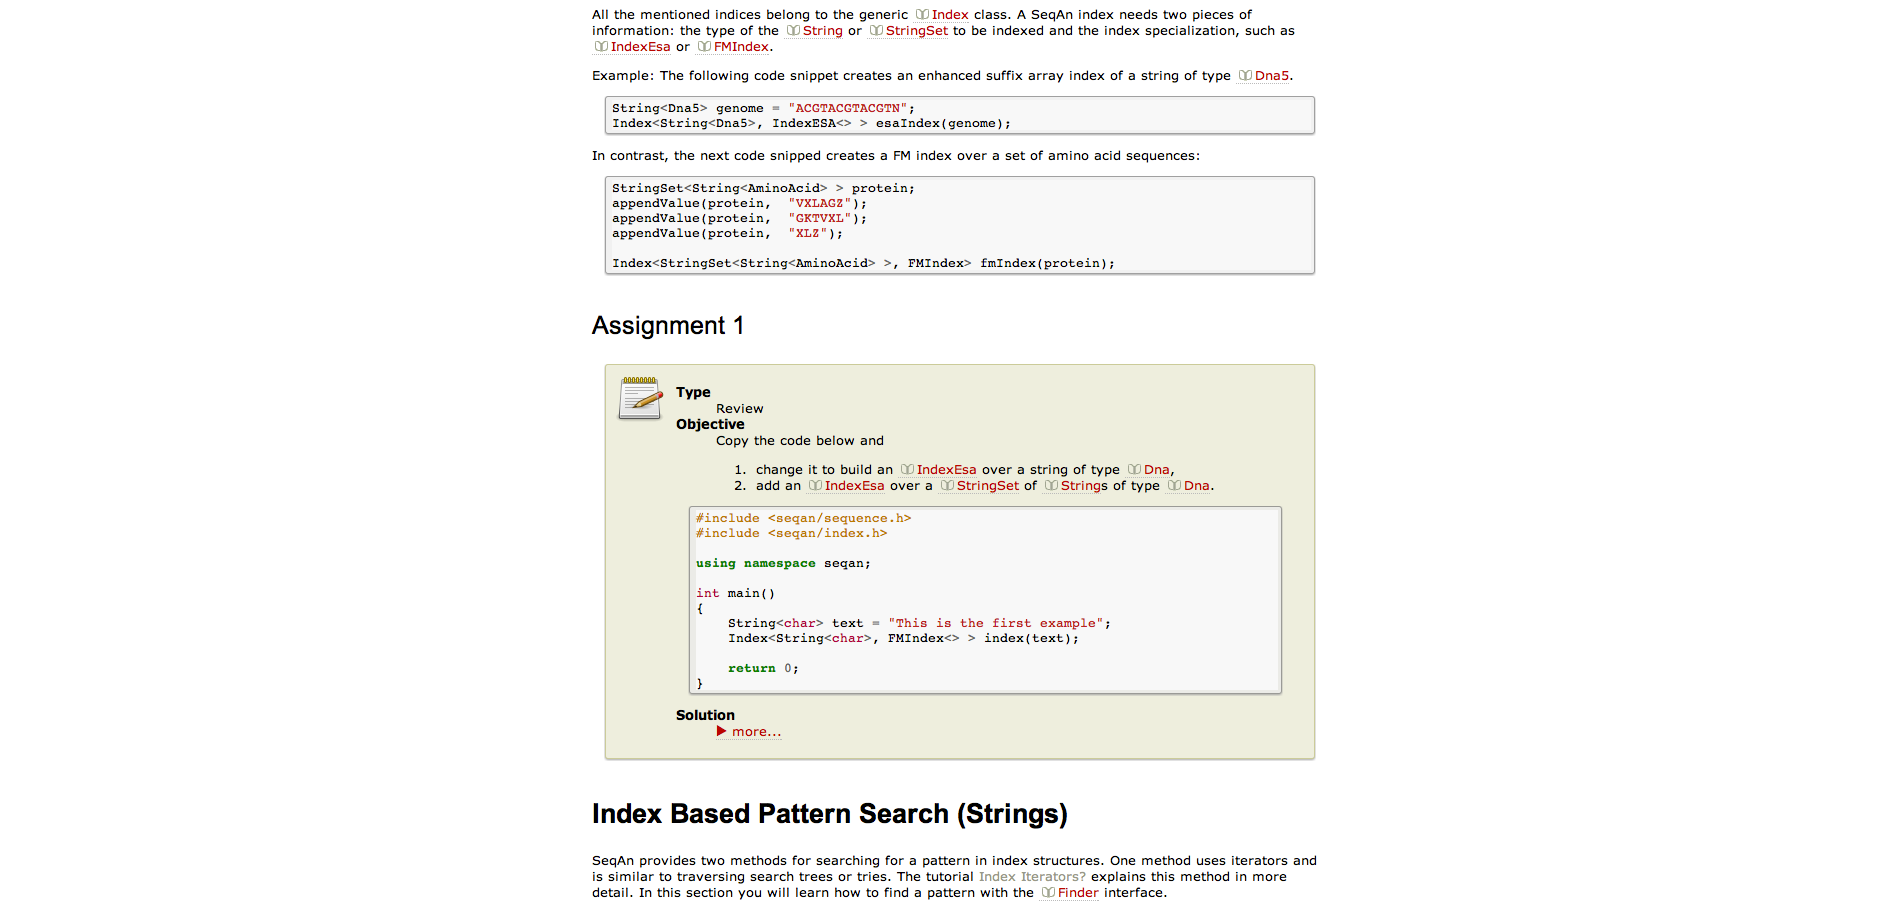 All the mentioned indices belong to the generic Index class. A SeqAn index needs two pieces of
information: the type of the String or StringSet to be indexed and the index specialization, such as
IndexEsa or FMIndex.
Example: The following code snippet creates an enhanced suffix array index of a string of type Dna5.
String<Dna5> genome = "ACGTACGTACGTN";
Index<String<Dna5>, IndexESA<> > esaIndex(genome);
In contrast, the next code snipped creates a FM index over a set of amino acid sequences:
StringSet<String<AminoAcid> > protein;
appendValue(protein,  "VXLAGZ");
appendValue(protein,  "GKTVXL");
appendValue(protein,  "XLZ");
Index<StringSet<String<AminoAcid> >, FMIndex> fmIndex(protein);
Assignment 1
Type
Review
Objective
Copy the code below and
1. change it to build an IndexEsa over a string of type Dna,
2. add an IndexEsa over a StringSet of Strings of type Dna.
#include <seqan/sequence.h>
#include <seqan/index.h>
using namespace seqan;
int main()
{
    String<char> text = "This is the first example";
    Index<String<char>, FMIndex<> > index(text);
    return 0;
}
Solution
more...
Index Based Pattern Search (Strings)
SeqAn provides two methods for searching for a pattern in index structures. One method uses iterators and
is similar to traversing search trees or tries. The tutorial Index Iterators? explains this method in more
detail. In this section you will learn how to find a pattern with the Finder interface.